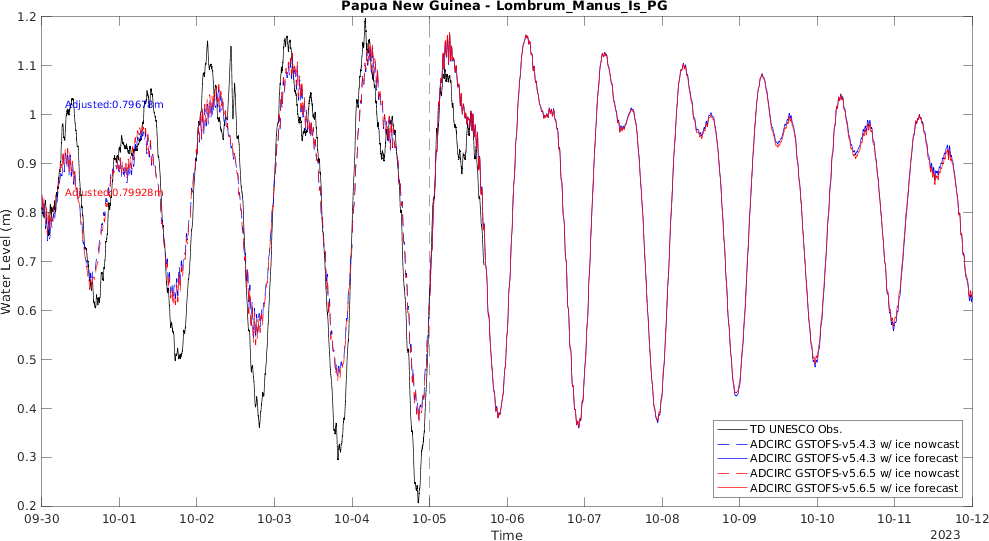 Papua New Guinea - Lombrum_Manus_Is_PG
1.2
1.1
1
0.9
0.8
0.7
0.6
0.5
0.4
0.3
0.2
Water Level (m)
Adjusted:0.79678m
Adjusted:0.79928m
TD UNESCO Obs.
ADCIRC GSTOFS-v5.4.3 w/ ice nowcast
ADCIRC GSTOFS-v5.4.3 w/ ice forecast
ADCIRC GSTOFS-v5.6.5 w/ ice nowcast
ADCIRC GSTOFS-v5.6.5 w/ ice forecast
09-30 10-01 10-02 10-03 10-04 10-05 10-06 10-07 10-08 10-09 10-10 10-11 10-12
Time
2023